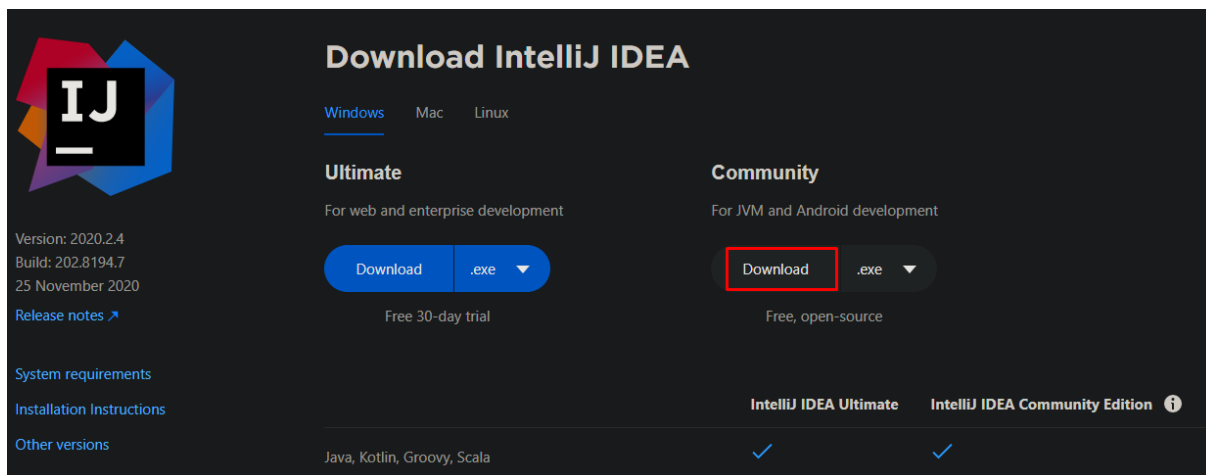 IJ
Version: 2020.2.4
Build: 202.8194.7
25 November 2020
Release notes ↗
System requirements
Installation Instructions
Other versions
Download IntelliJ IDEA
Windows Mac Linux
Ultimate
For web and enterprise development
Download .exe
Free 30-day trial
Community
For JVM and Android development
Download .exe
Free, open-source
IntelliJ IDEA Ultimate IntelliJ IDEA Community Edition
Java, Kotlin, Groovy, Scala